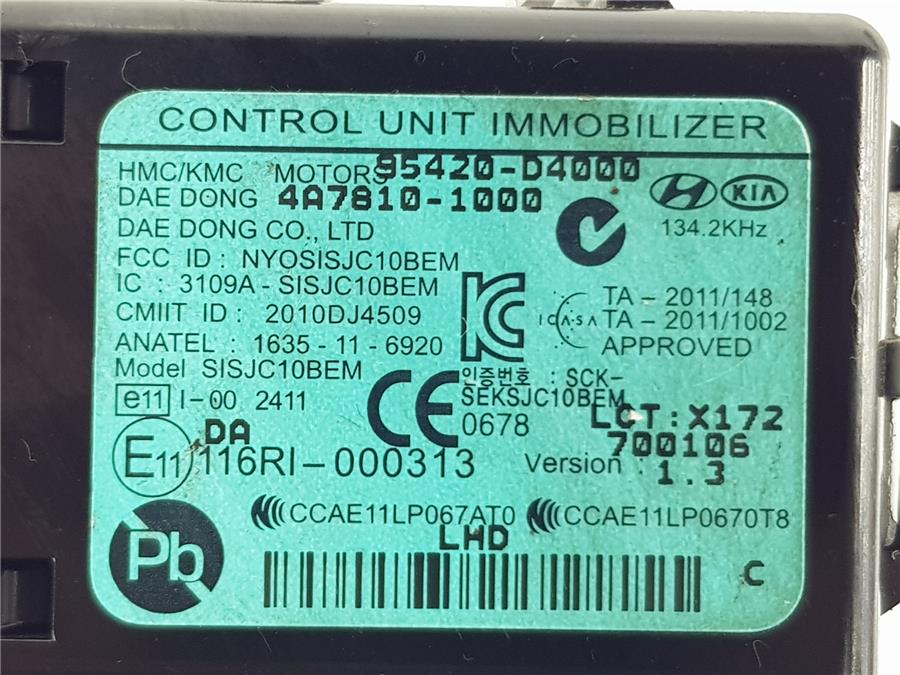 CONTROL UNIT IMMOBILIZER
HMC/KMC MOTORS 95420-D4000
DAE DONG 4A7810-1000
KIA
DAE DONG CO., LTD
134.2KHz
FCC ID : NYOSISJC10BEM
IC : 3109A - SISJC10BEM
CMIIT ID : 2010DJ4509
ANATEL : 1635 - 11 - 6920
ICASA
TA - 2011/148
TA - 2011/1002
APPROVED
Model SISJC10BEM
인증번호 : SCK-
SEKSJC10BEM
e11 I-00 2411
CE 0678
LCT:X172
700106
DA
E11 116RI-000313
Version : 1.3
CCAE11LP067AT0 CCAE11LP0670T8
LHD
Pb
C